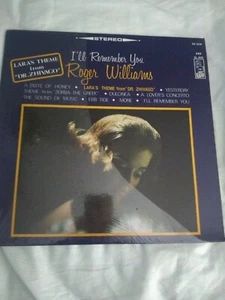 STEREO
I'll Remember You
Roger Williams
LARA'S THEME
from
"DR. ZHIVAGO"
A TASTE OF HONEY • LARA'S THEME from "DR. ZHIVAGO" • YESTERDAY
THEME from "ZORBA THE GREEK" • DULCINEA • A LOVER'S CONCERTO
THE SOUND OF MUSIC • EBB TIDE • MORE • I'LL REMEMBER YOU